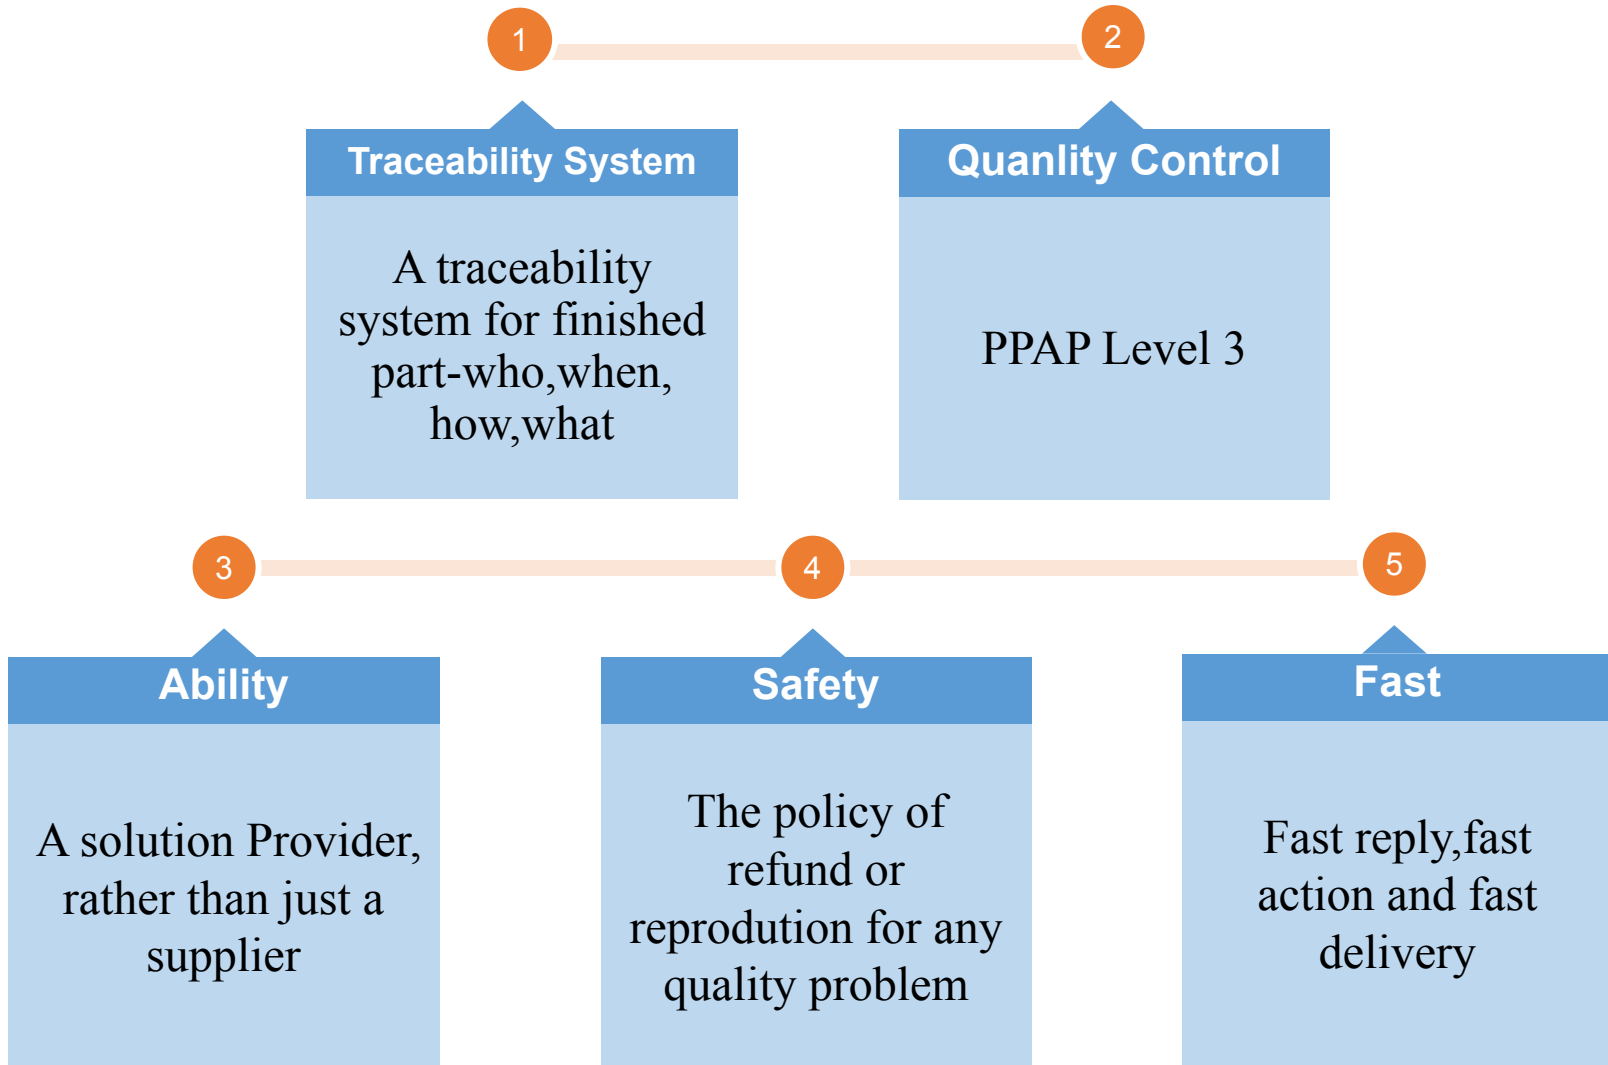 1
2
Traceability System
A traceability
system for finished
part-who,when,
how,what
Quanlity Control
PPAP Level 3
3
4
5
Ability
A solution Provider,
rather than just a
supplier
Safety
The policy of
refund or
reprodution for any
quality problem
Fast
Fast reply,fast
action and fast
delivery